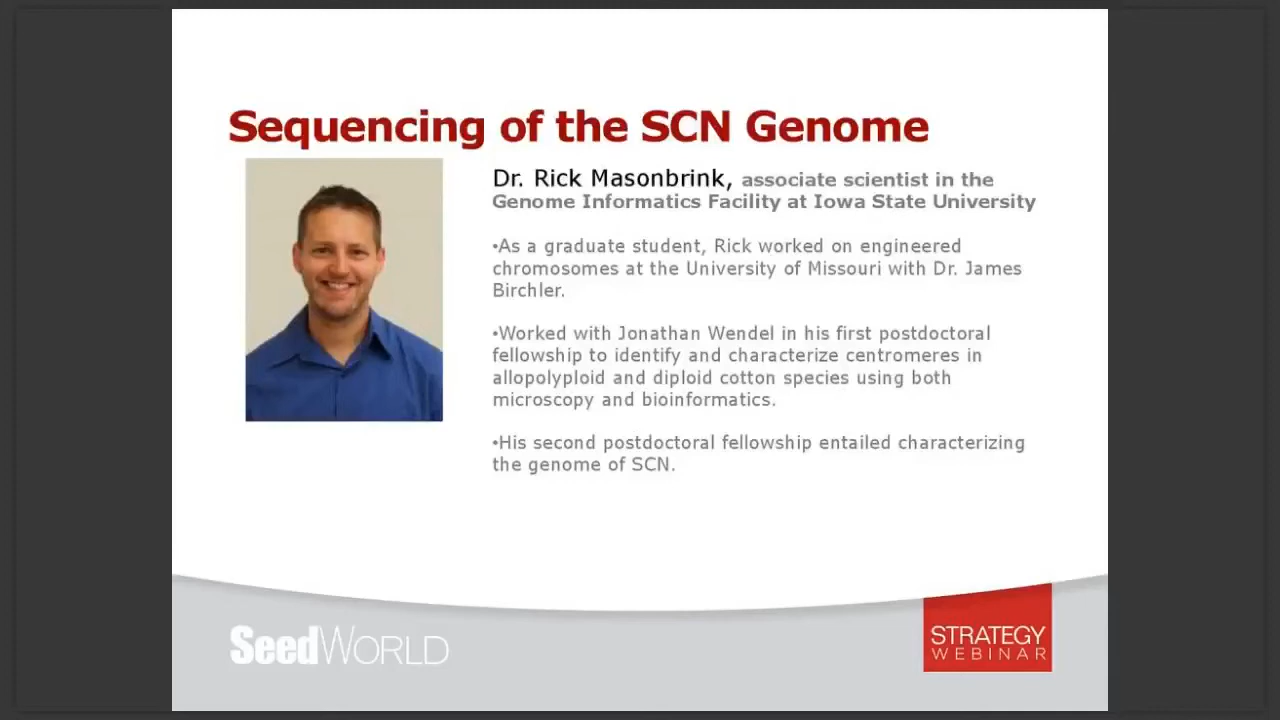 Sequencing of the SCN Genome
Dr. Rick Masonbrink, associate scientist in the
Genome Informatics Facility at Iowa State University
•As a graduate student, Rick worked on engineered
chromosomes at the University of Missouri with Dr. James
Birchler.
•Worked with Jonathan Wendel in his first postdoctoral
fellowship to identify and characterize centromeres in
allopolyploid and diploid cotton species using both
microscopy and bioinformatics.
•His second postdoctoral fellowship entailed characterizing
the genome of SCN.
SeedWORLD
STRATEGY
WEBINAR